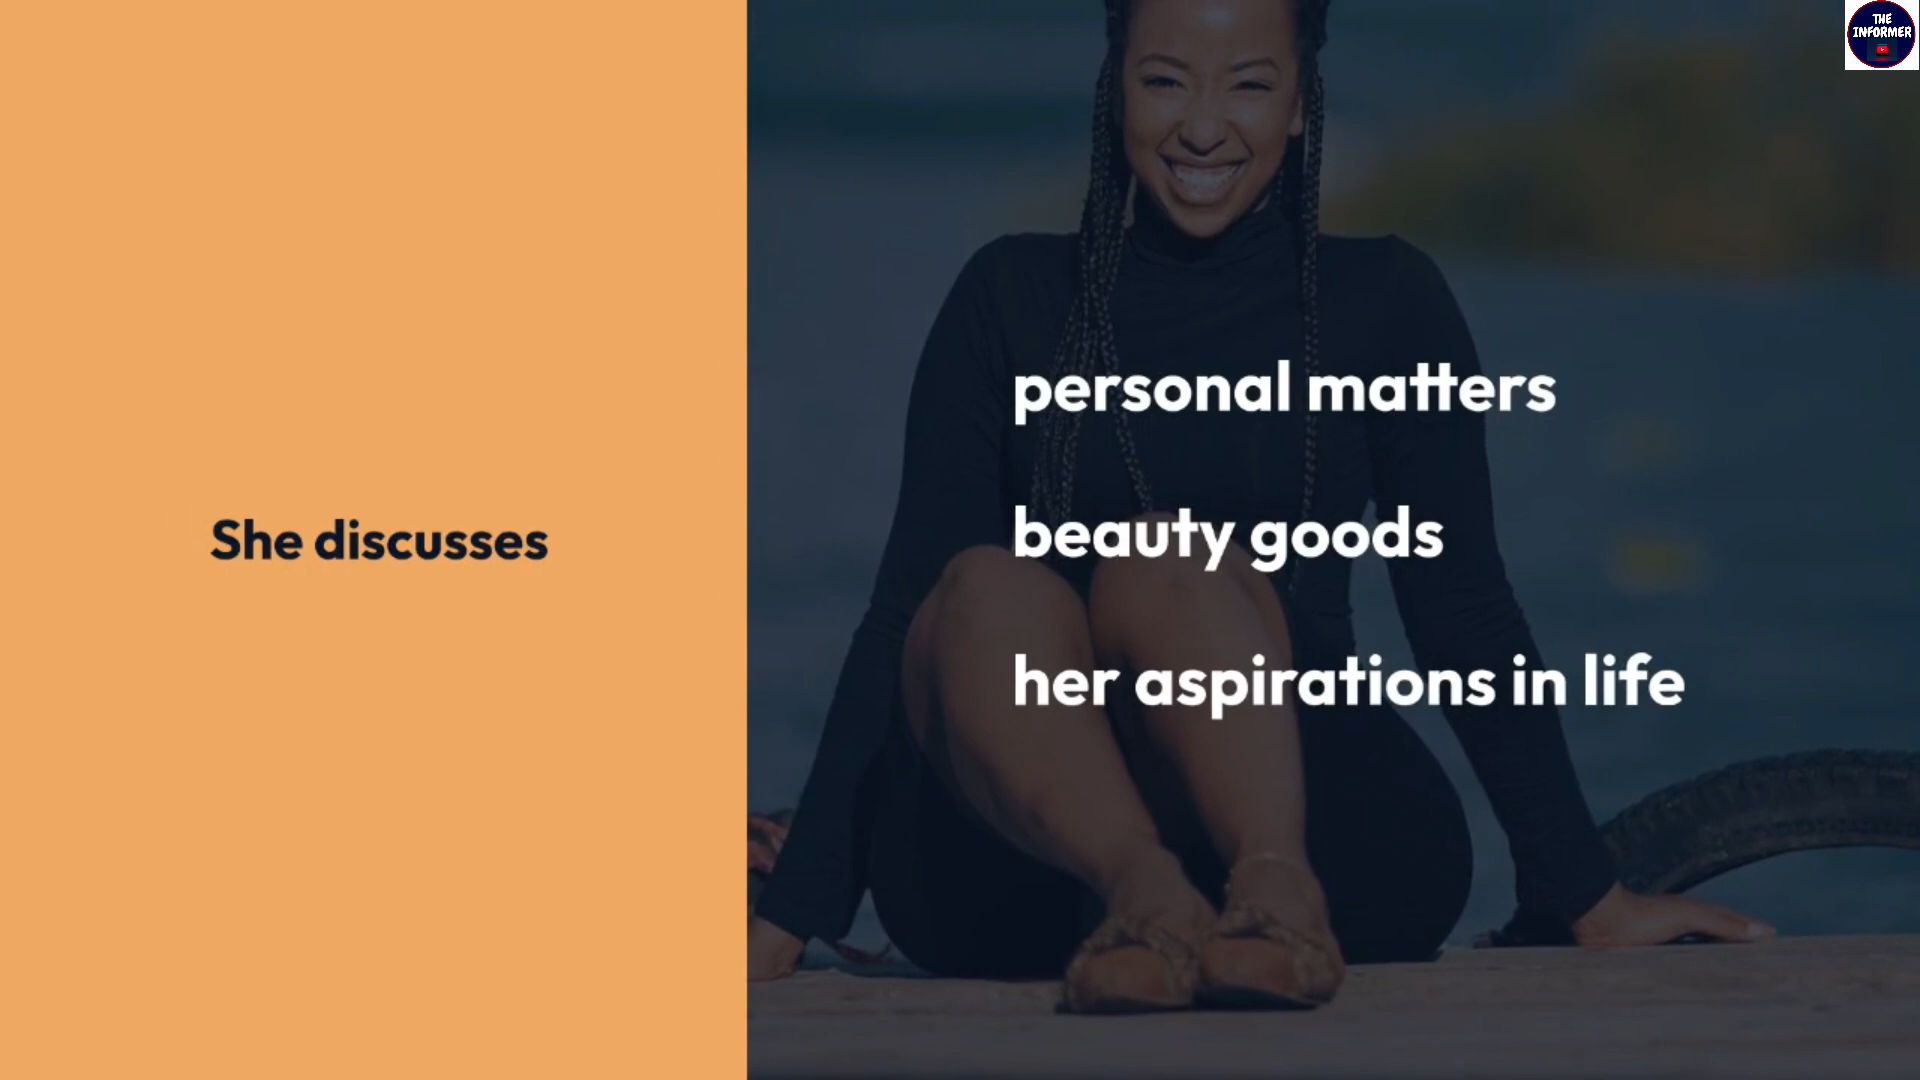 THE
INFORMER
She discusses
personal matters
beauty goods
her aspirations in life